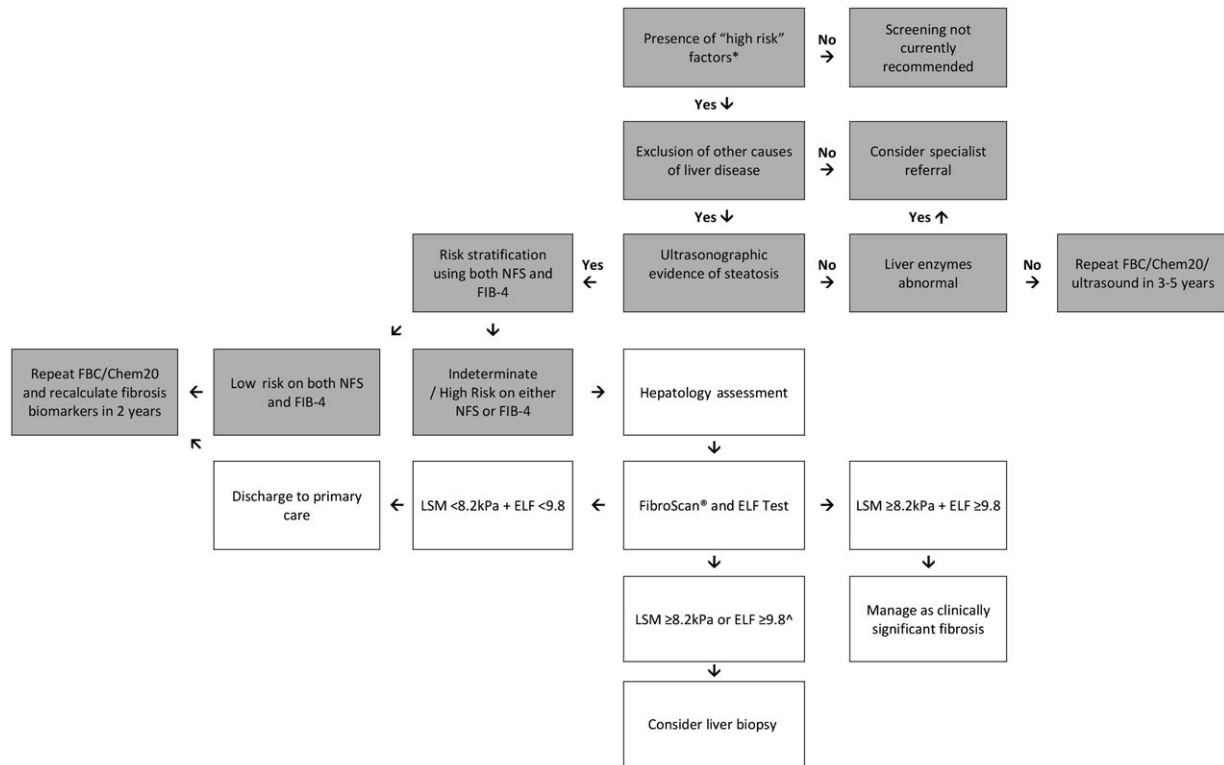 Presence of “high risk”
factors*
No
→
Screening not
currently
recommended
Yes ↓
Exclusion of other causes
of liver disease
No
→
Consider specialist
referral
Yes ↓
Yes ↑
Risk stratification
using both NFS and
FIB-4
Yes
←
Ultrasonographic
evidence of steatosis
No
→
Liver enzymes
abnormal
No
→
Repeat FBC/Chem20/
ultrasound in 3-5 years
↙
↓
Repeat FBC/Chem20
and recalculate fibrosis
biomarkers in 2 years
←
Low risk on both NFS
and FIB-4
Indeterminate
/ High Risk on either
NFS or FIB-4
→
Hepatology assessment
↖
↓
Discharge to primary
care
←
LSM <8.2kPa + ELF <9.8
←
FibroScan® and ELF Test
→
LSM ≥8.2kPa + ELF ≥9.8
↓
↓
LSM ≥8.2kPa or ELF ≥9.8^
Manage as clinically
significant fibrosis
↓
Consider liver biopsy